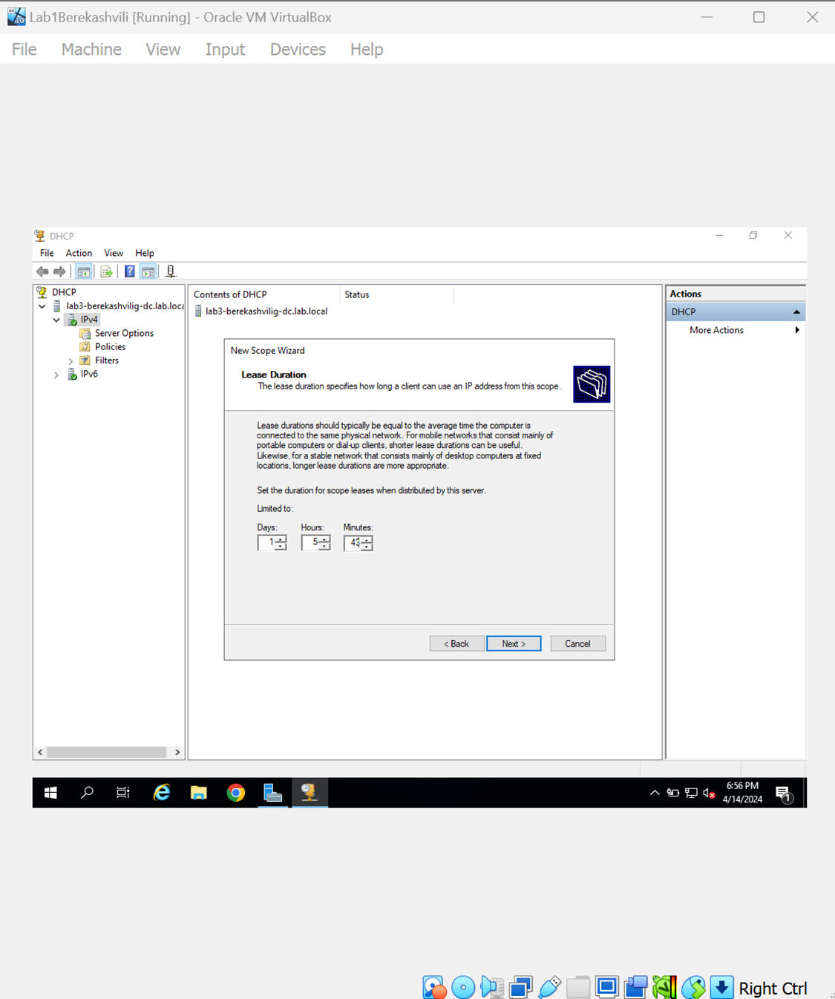 Lab1Berekashvili [Running] - Oracle VM VirtualBox
File Machine View Input Devices Help
DHCP
File Action View Help
DHCP
lab3-berekashvilig-dc.lab.loca
IPv4
Server Options
Policies
Filters
IPv6
Contents of DHCP Status
lab3-berekashvilig-dc.lab.local
Actions
DHCP
More Actions
New Scope Wizard
Lease Duration
The lease duration specifies how long a client can use an IP address from this scope.
Lease durations should typically be equal to the average time the computer is
connected to the same physical network. For mobile networks that consist mainly of
portable computers or dial-up clients, shorter lease durations can be useful.
Likewise, for a stable network that consists mainly of desktop computers at fixed
locations, longer lease durations are more appropriate.
Set the duration for scope leases when distributed by this server.
Limited to:
Days: Hours: Minutes:
1 5 43
< Back Next > Cancel
6:56 PM
4/14/2024
1
Right Ctrl